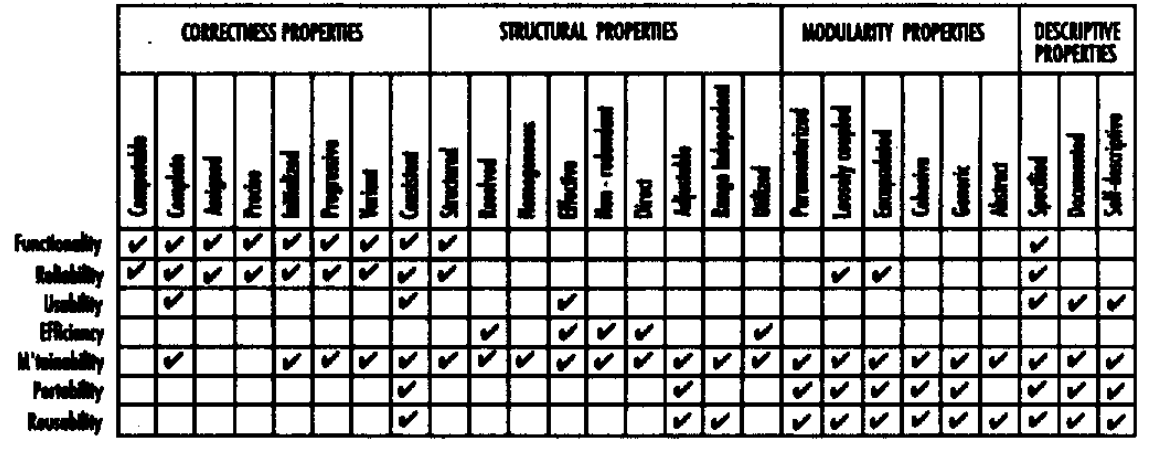 CORRECTNESS PROPERTIES STRUCTURAL PROPERTIES MODULARITY PROPERTIES DESCRIPTIVE PROPERTIES
Computable
Complete
Assigned
Precise
Initialized
Progressive
Variant
Consistent
Structured
Resolved
Homogeneous
Effective
Non - redundant
Direct
Adjustable
Range Independent
Utilized
Parameterized
Loosely coupled
Encapsulated
Cohesive
Generic
Abstract
Specified
Documented
Self-descriptive
Functionality ✔ ✔ ✔ ✔ ✔ ✔ ✔ ✔ ✔ ✔
Reliability ✔ ✔ ✔ ✔ ✔ ✔ ✔ ✔ ✔ ✔ ✔ ✔
Usability ✔ ✔ ✔ ✔ ✔ ✔
Efficiency ✔ ✔ ✔ ✔ ✔
M'tainability ✔ ✔ ✔ ✔ ✔ ✔ ✔ ✔ ✔ ✔ ✔ ✔ ✔ ✔ ✔ ✔ ✔ ✔ ✔ ✔ ✔ ✔ ✔
Portability ✔ ✔ ✔ ✔ ✔ ✔ ✔ ✔ ✔ ✔
Reusability ✔ ✔ ✔ ✔ ✔ ✔ ✔ ✔ ✔ ✔ ✔ ✔